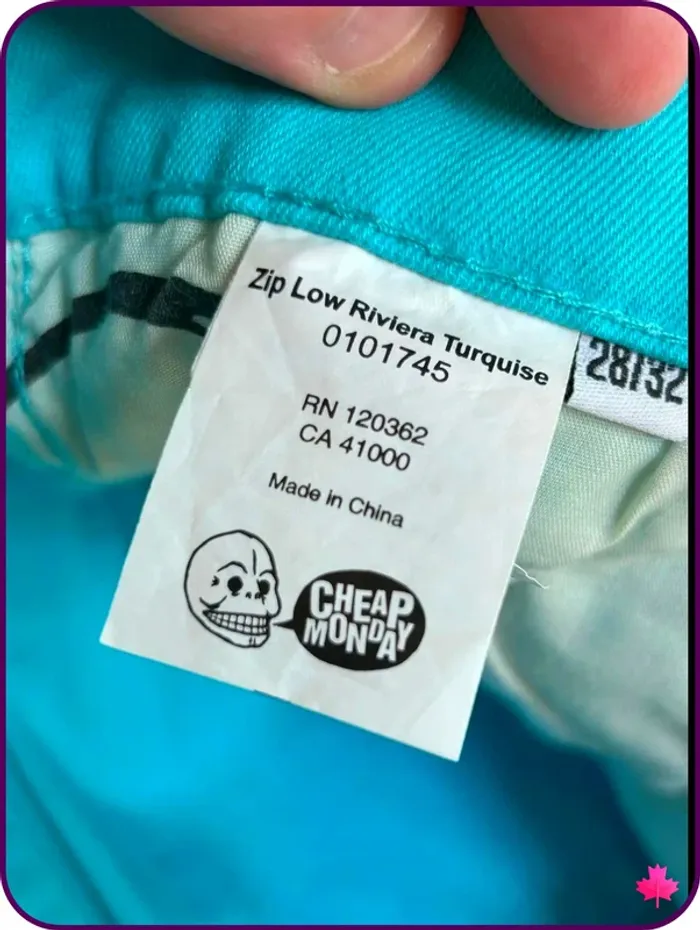 Zip Low Riviera Turquise
0101745
28/32
RN 120362
CA 41000
Made in China
CHEAP
MONDAY